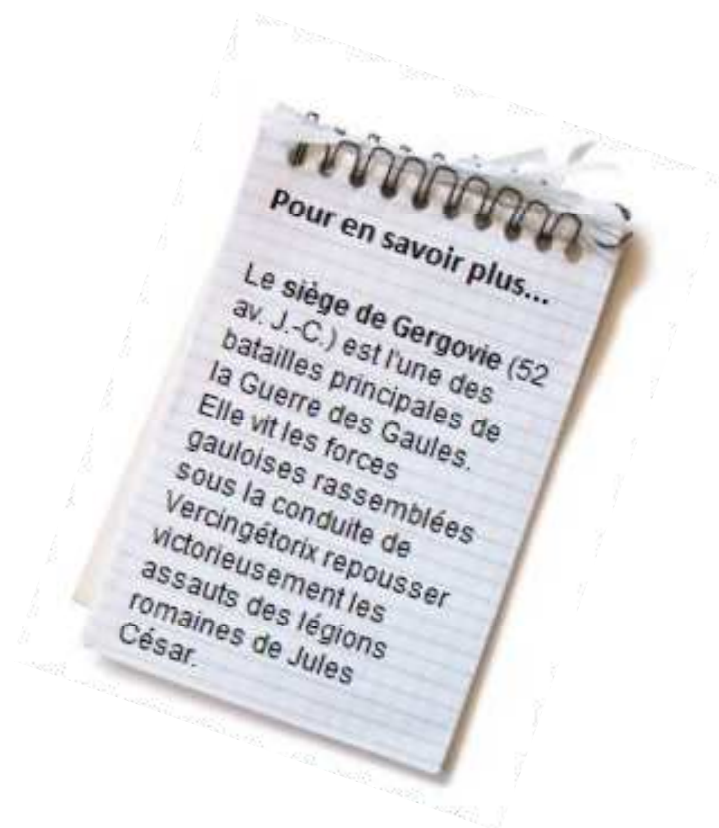 Pour en savoir plus...
Le siège de Gergovie (52
av. J.-C.) est l'une des
batailles principales de
la Guerre des Gaules.
Elle vit les forces
gauloises rassemblées
sous la conduite de
Vercingétorix repousser
victorieusement les
assauts des légions
romaines de Jules
César.